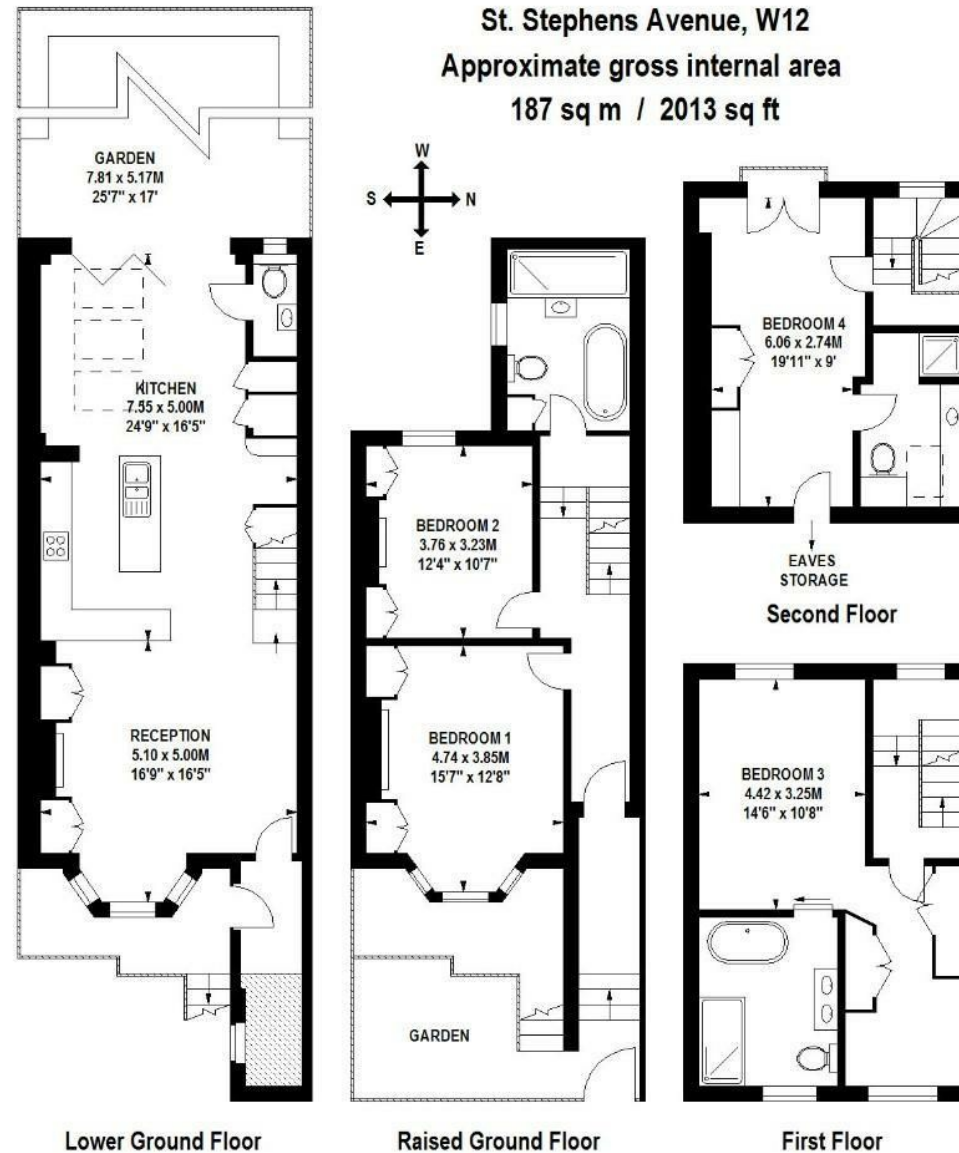 St. Stephens Avenue, W12
Approximate gross internal area
187 sq m / 2013 sq ft
W
S
N
E
GARDEN
7.81 x 5.17M
25'7" x 17'
KITCHEN
7.55 x 5.00M
24'9" x 16'5"
RECEPTION
5.10 x 5.00M
16'9" x 16'5"
Lower Ground Floor
BEDROOM 2
3.76 x 3.23M
12'4" x 10'7"
BEDROOM 1
4.74 x 3.85M
15'7" x 12'8"
GARDEN
Raised Ground Floor
BEDROOM 4
6.06 x 2.74M
19'11" x 9'
EAVES
STORAGE
Second Floor
BEDROOM 3
4.42 x 3.25M
14'6" x 10'8"
First Floor